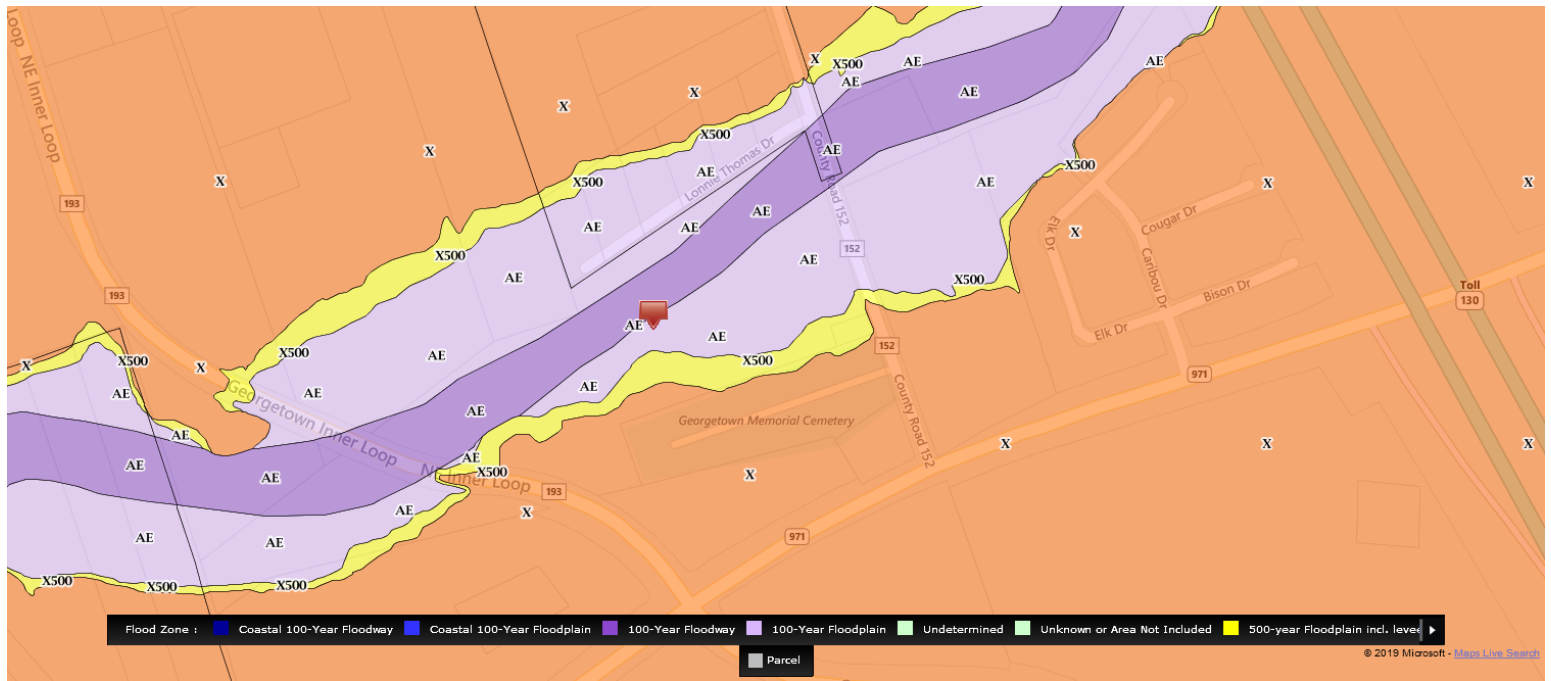 Loop NE Inner Loop
X
X500
AE
AE
AE
X
X
AE
X500
X
Lonnie Thomas Dr
County Road 152
AE
X
X500
AE
AE
X500
X
X
193
AE
AE
AE
Elk Dr
X
Cougar Dr
152
X500
AE
AE
X500
Caribou Dr
Bison Dr
Toll
130
193
AE
AE
Elk Dr
152
X
X500
X
X500
AE
X500
971
AE
AE
AE
County Road 152
Georgetown Inner Loop
AE
Georgetown Memorial Cemetery
AE
X
X
X
AE
AE
AE
X500
NE Inner Loop
193
X
AE
X
971
AE
AE
X500
X500
X500
Flood Zone : Coastal 100-Year Floodway Coastal 100-Year Floodplain 100-Year Floodway 100-Year Floodplain Undetermined Unknown or Area Not Included 500-year Floodplain incl. levee
Parcel
© 2019 Microsoft - Maps Live Search